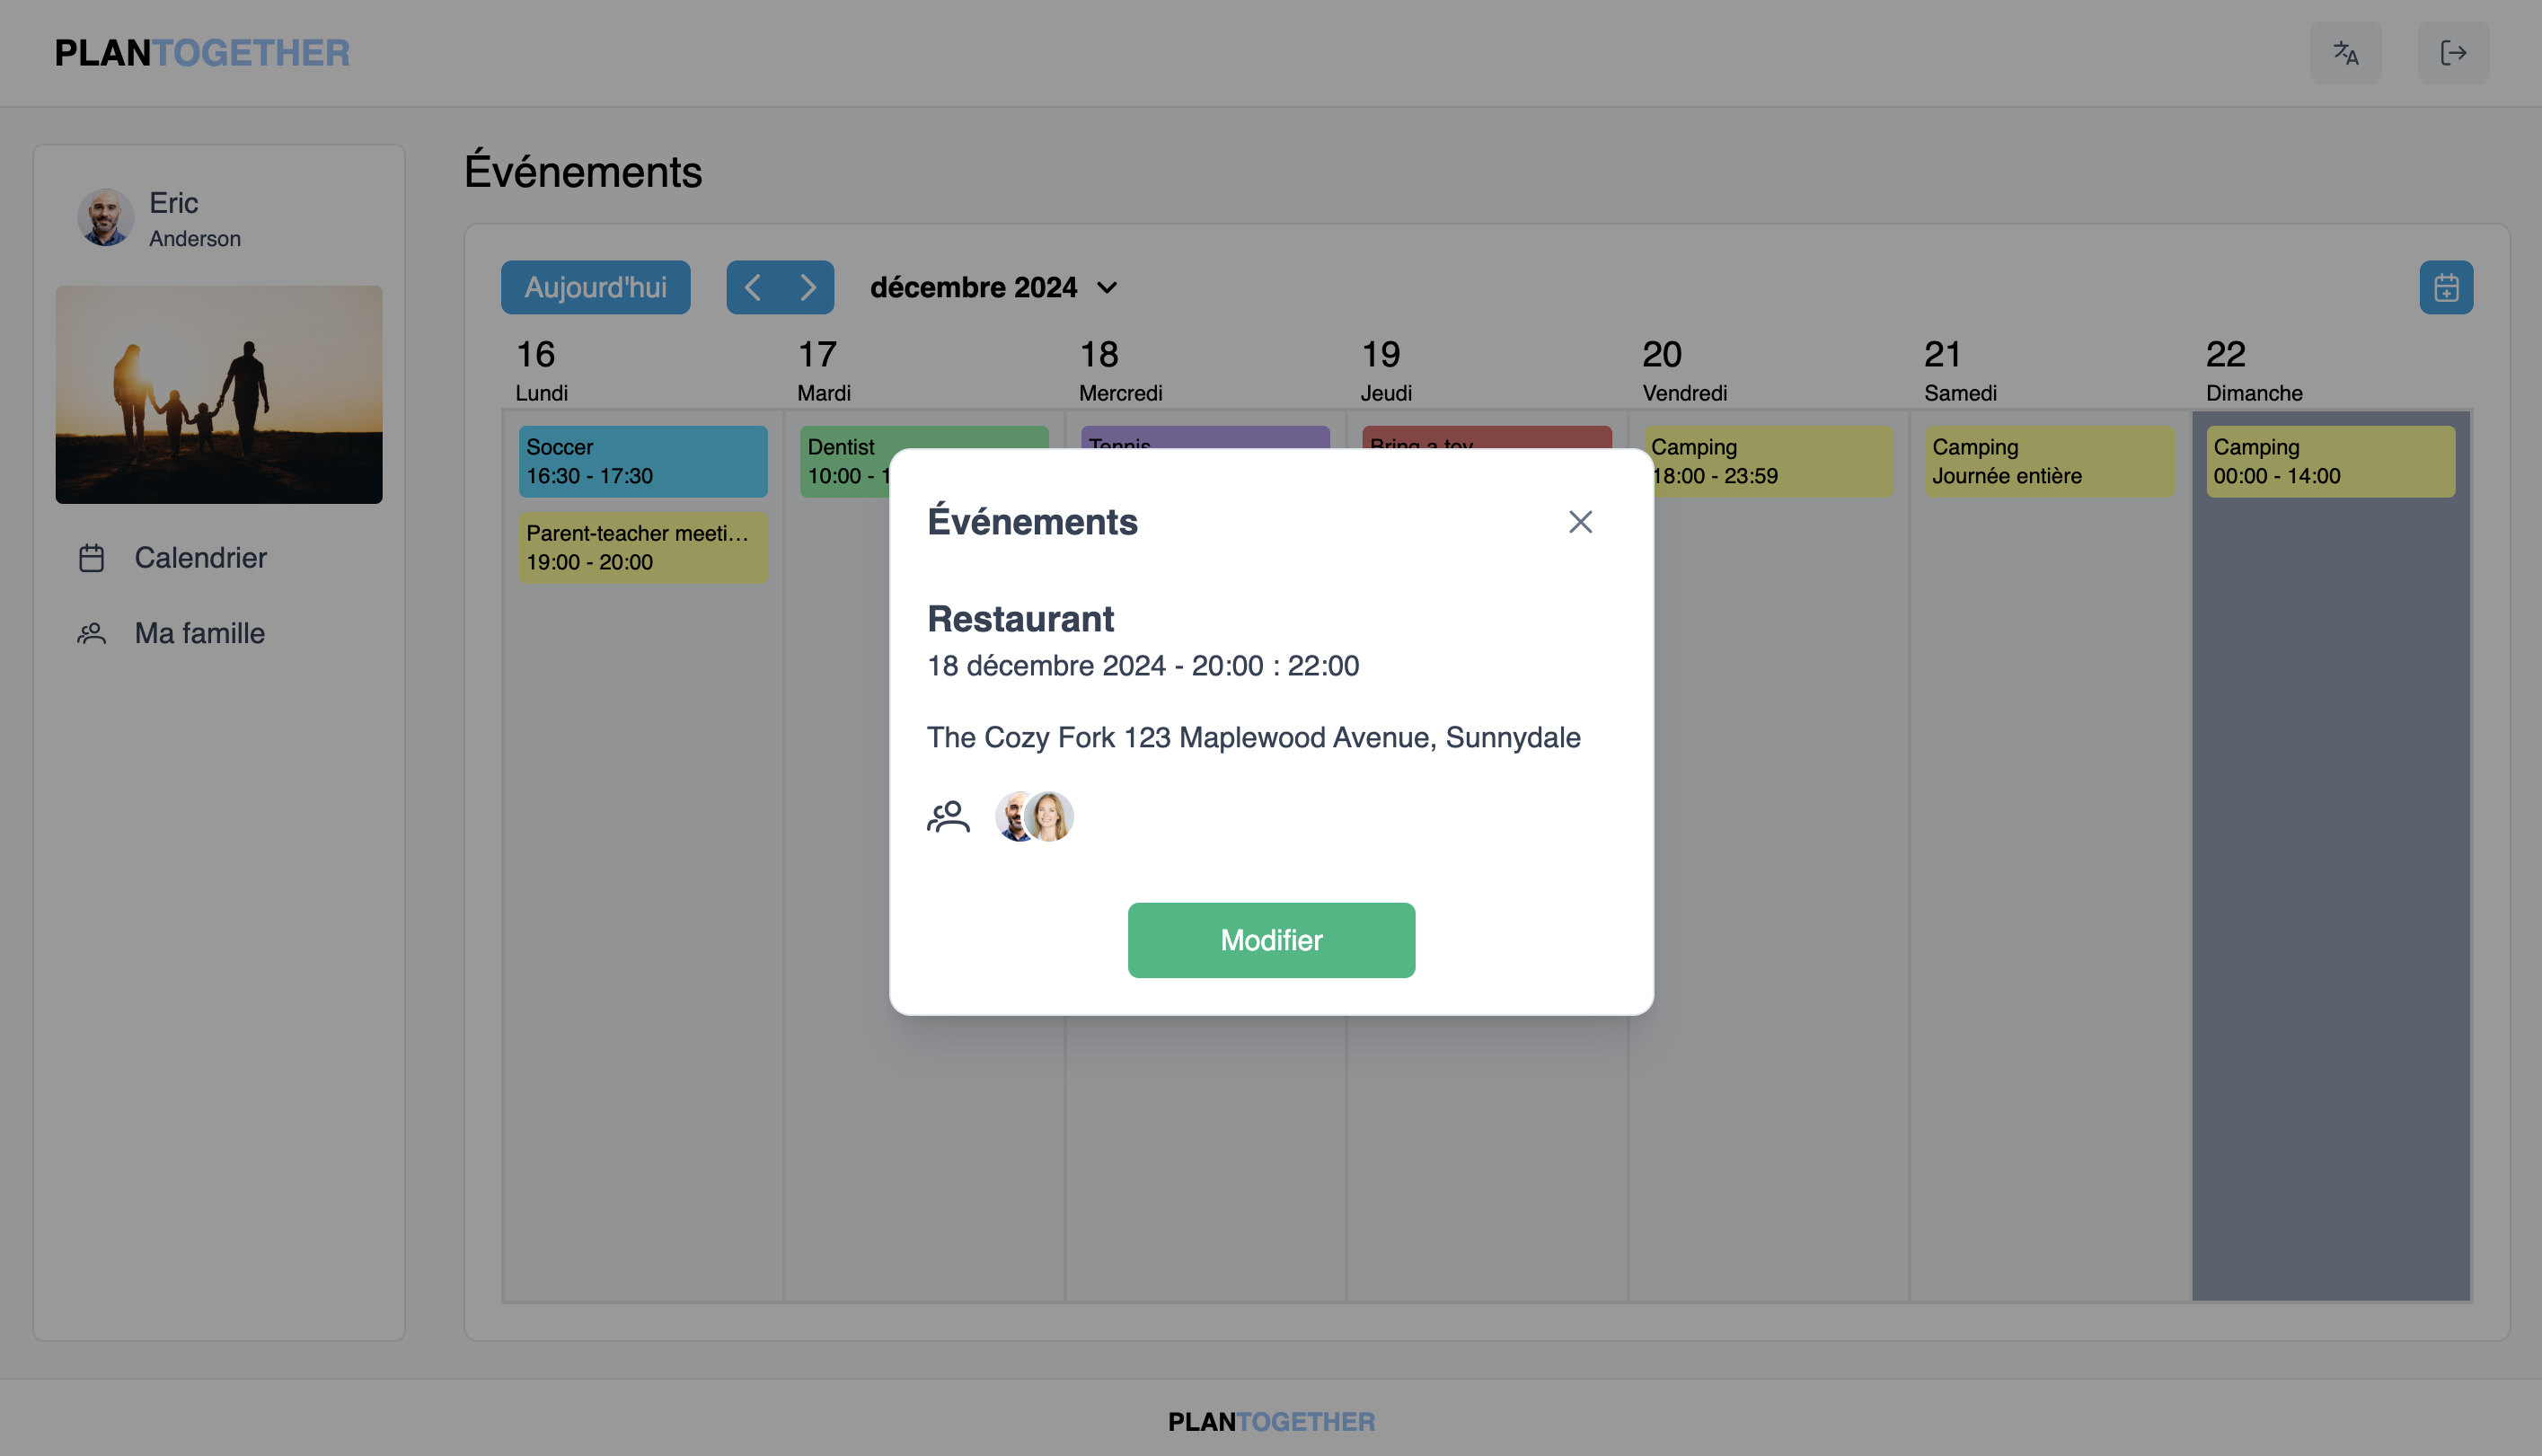 PLANTOGETHER
Eric
Anderson
Calendrier
Ma famille
Événements
Aujourd'hui
décembre 2024
16
Lundi
17
Mardi
18
Mercredi
19
Jeudi
20
Vendredi
21
Samedi
22
Dimanche
Soccer
16:30 - 17:30
Parent-teacher meeti...
19:00 - 20:00
Dentist
10:00 - 1
Tennis
Bring a toy
Camping
18:00 - 23:59
Camping
Journée entière
Camping
00:00 - 14:00
Événements
Restaurant
18 décembre 2024 - 20:00 : 22:00
The Cozy Fork 123 Maplewood Avenue, Sunnydale
Modifier
PLANTOGETHER